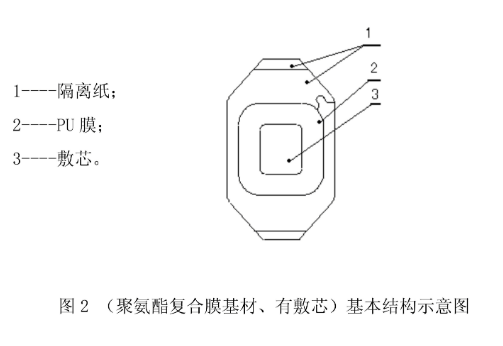 1
2
3
1----隔离纸；
2----PU 膜；
3----敷芯。
图 2 （聚氨酯复合膜基材、有敷芯）基本结构示意图